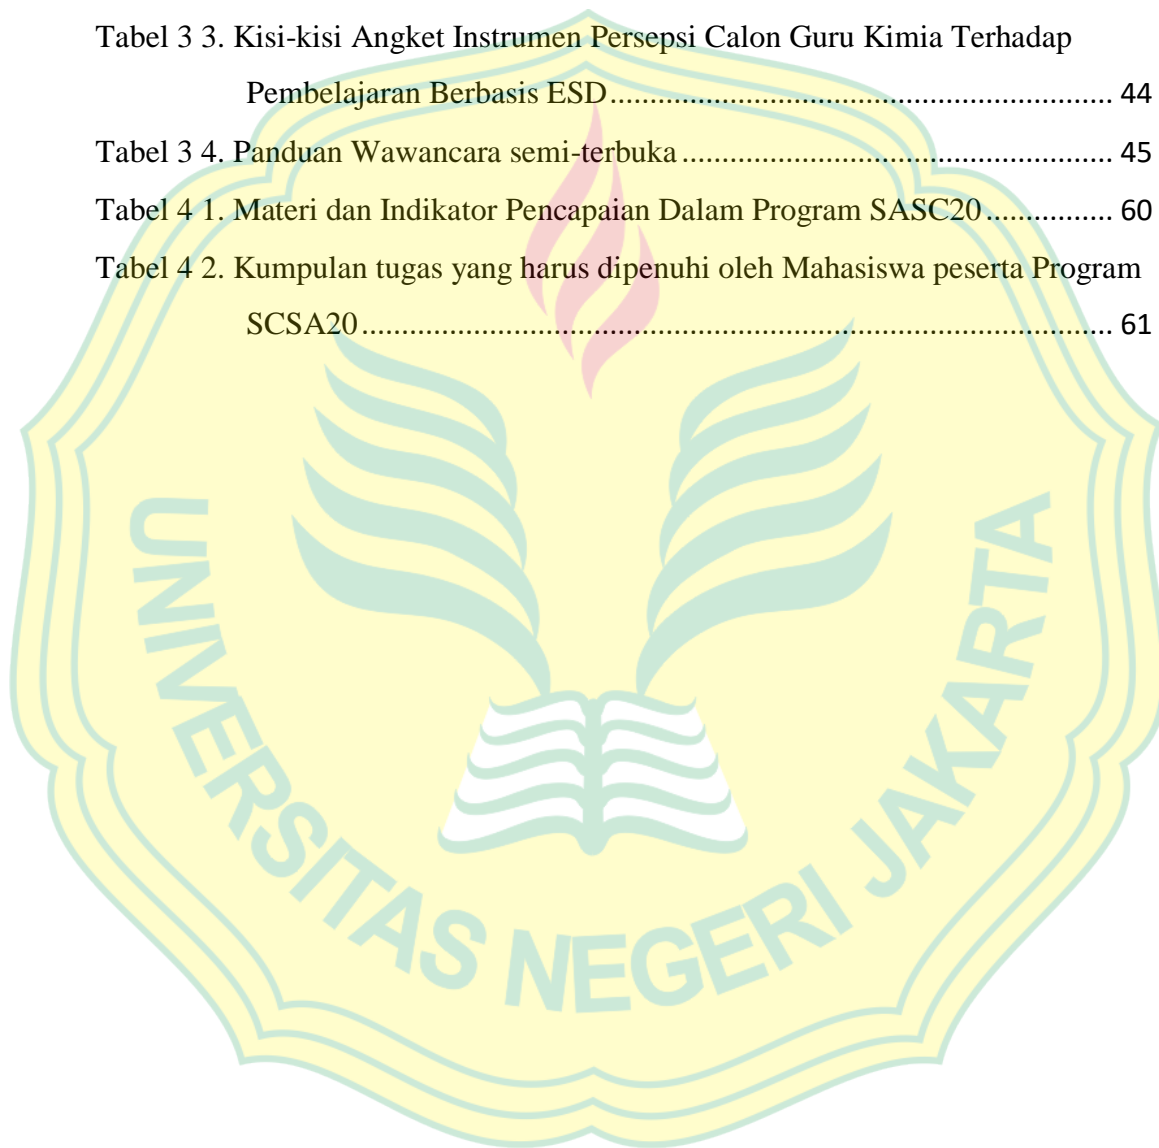 Tabel 3 3. Kisi-kisi Angket Instrumen Persepsi Calon Guru Kimia Terhadap
Pembelajaran Berbasis ESD................................................................ 44
Tabel 3 4. Panduan Wawancara semi-terbuka....................................................... 45
Tabel 4 1. Materi dan Indikator Pencapaian Dalam Program SASC20................ 60
Tabel 4 2. Kumpulan tugas yang harus dipenuhi oleh Mahasiswa peserta Program
SCSA20............................................................................................... 61
UNIVERSITAS NEGERI JAKARTA